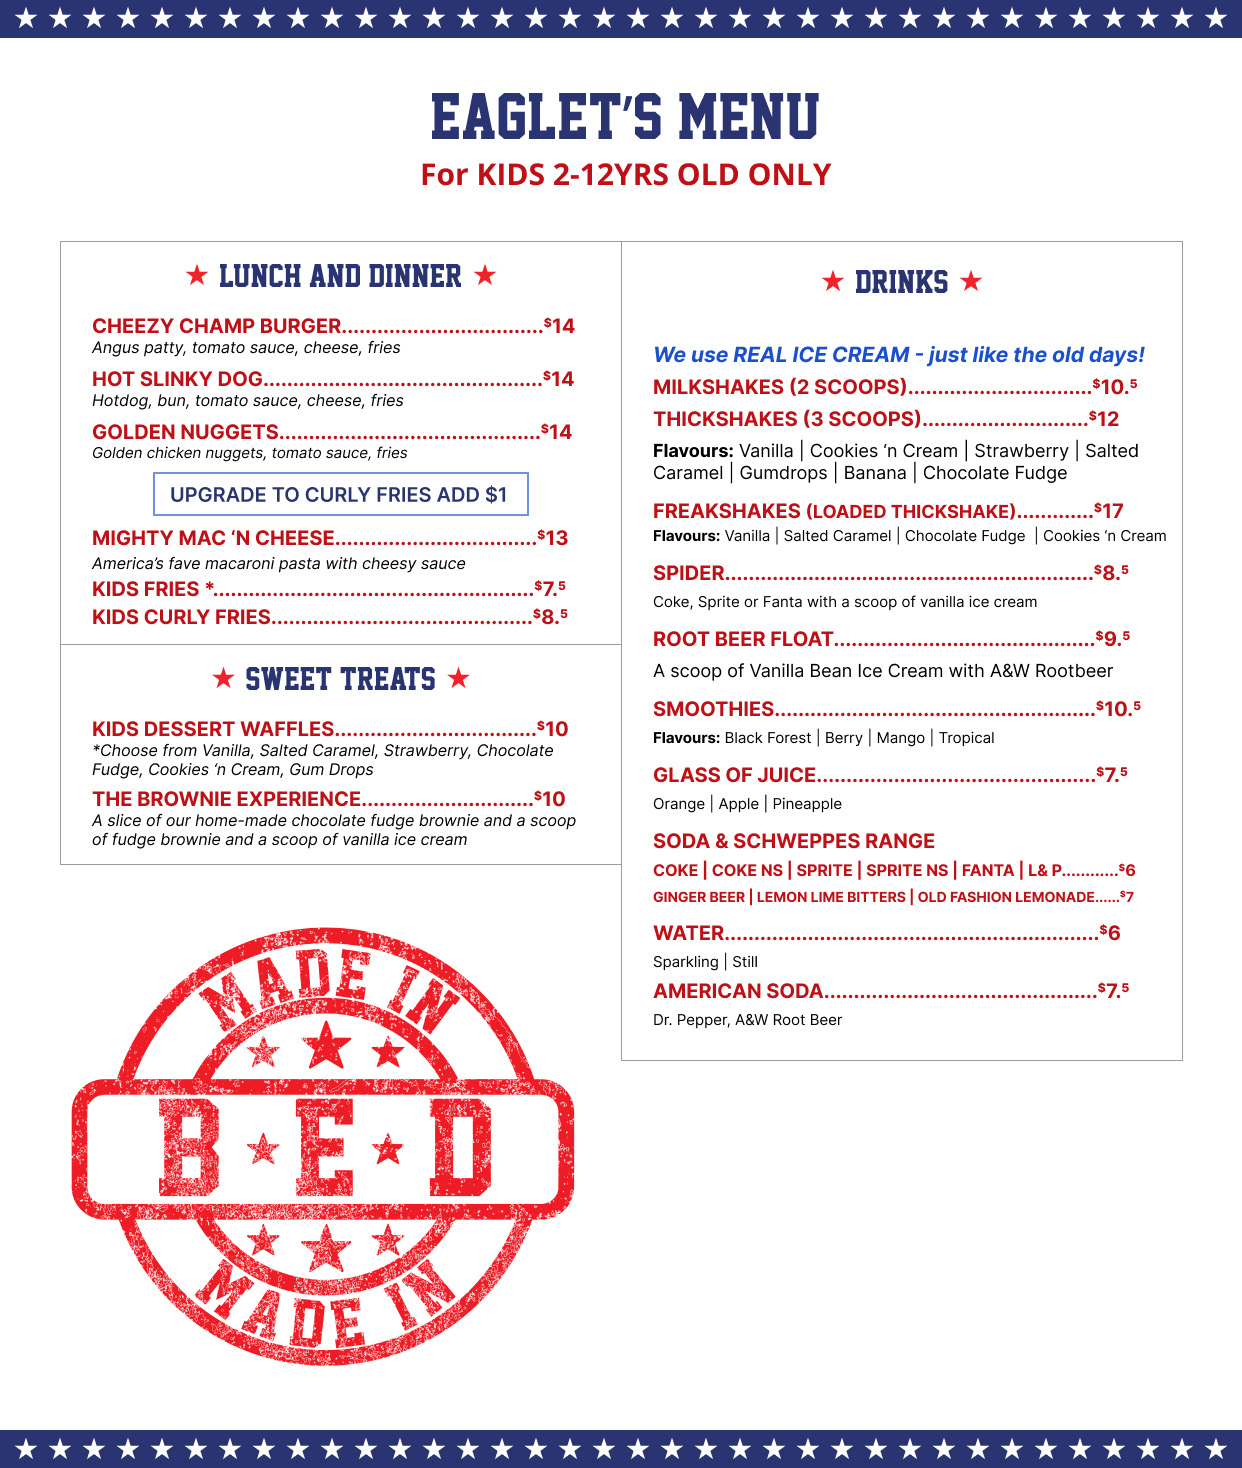 EAGLET’S MENU
For KIDS 2-12YRS OLD ONLY
★ LUNCH AND DINNER ★
CHEEZY CHAMP BURGER..................................$14
Angus patty, tomato sauce, cheese, fries
HOT SLINKY DOG...............................................$14
Hotdog, bun, tomato sauce, cheese, fries
GOLDEN NUGGETS............................................$14
Golden chicken nuggets, tomato sauce, fries
UPGRADE TO CURLY FRIES ADD $1
MIGHTY MAC ‘N CHEESE..................................$13
America’s fave macaroni pasta with cheesy sauce
KIDS FRIES *......................................................$7.5
KIDS CURLY FRIES............................................$8.5
★ SWEET TREATS ★
KIDS DESSERT WAFFLES..................................$10
*Choose from Vanilla, Salted Caramel, Strawberry, Chocolate
Fudge, Cookies ‘n Cream, Gum Drops
THE BROWNIE EXPERIENCE.............................$10
A slice of our home-made chocolate fudge brownie and a scoop
of fudge brownie and a scoop of vanilla ice cream
★ DRINKS ★
We use REAL ICE CREAM - just like the old days!
MILKSHAKES (2 SCOOPS)...............................$10.5
THICKSHAKES (3 SCOOPS)............................$12
Flavours: Vanilla | Cookies ‘n Cream | Strawberry | Salted
Caramel | Gumdrops | Banana | Chocolate Fudge
FREAKSHAKES (LOADED THICKSHAKE).............$17
Flavours: Vanilla | Salted Caramel | Chocolate Fudge | Cookies ‘n Cream
SPIDER..............................................................$8.5
Coke, Sprite or Fanta with a scoop of vanilla ice cream
ROOT BEER FLOAT............................................$9.5
A scoop of Vanilla Bean Ice Cream with A&W Rootbeer
SMOOTHIES......................................................$10.5
Flavours: Black Forest | Berry | Mango | Tropical
GLASS OF JUICE...............................................$7.5
Orange | Apple | Pineapple
SODA & SCHWEPPES RANGE
COKE | COKE NS | SPRITE | SPRITE NS | FANTA | L& P............$6
GINGER BEER | LEMON LIME BITTERS | OLD FASHION LEMONADE......$7
WATER...............................................................$6
Sparkling | Still
AMERICAN SODA..............................................$7.5
Dr. Pepper, A&W Root Beer
MADE IN
B ★ E ★ D
MADE IN